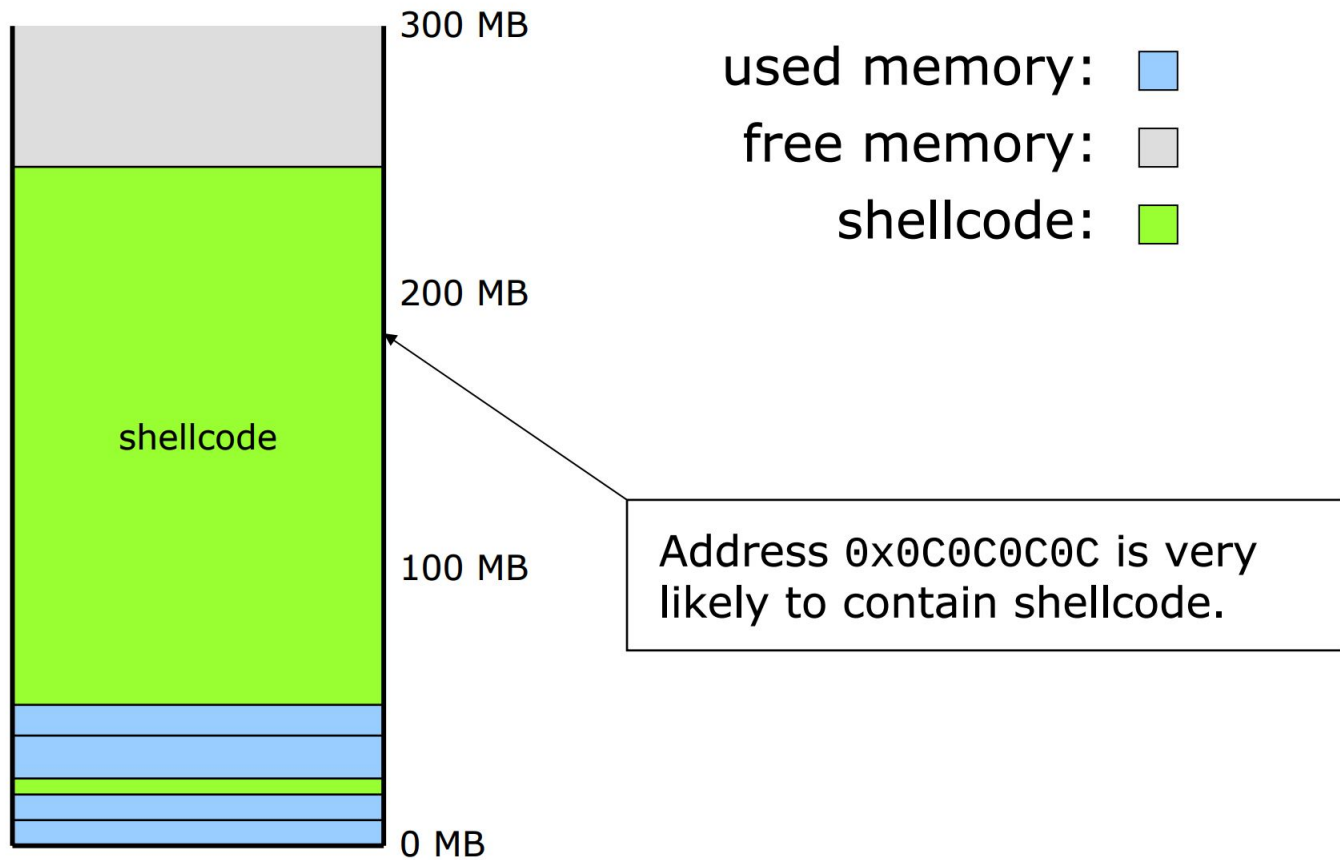 300 MB
used memory:
free memory:
shellcode:
200 MB
shellcode
100 MB
Address 0x0C0C0C0C is very
likely to contain shellcode.
0 MB